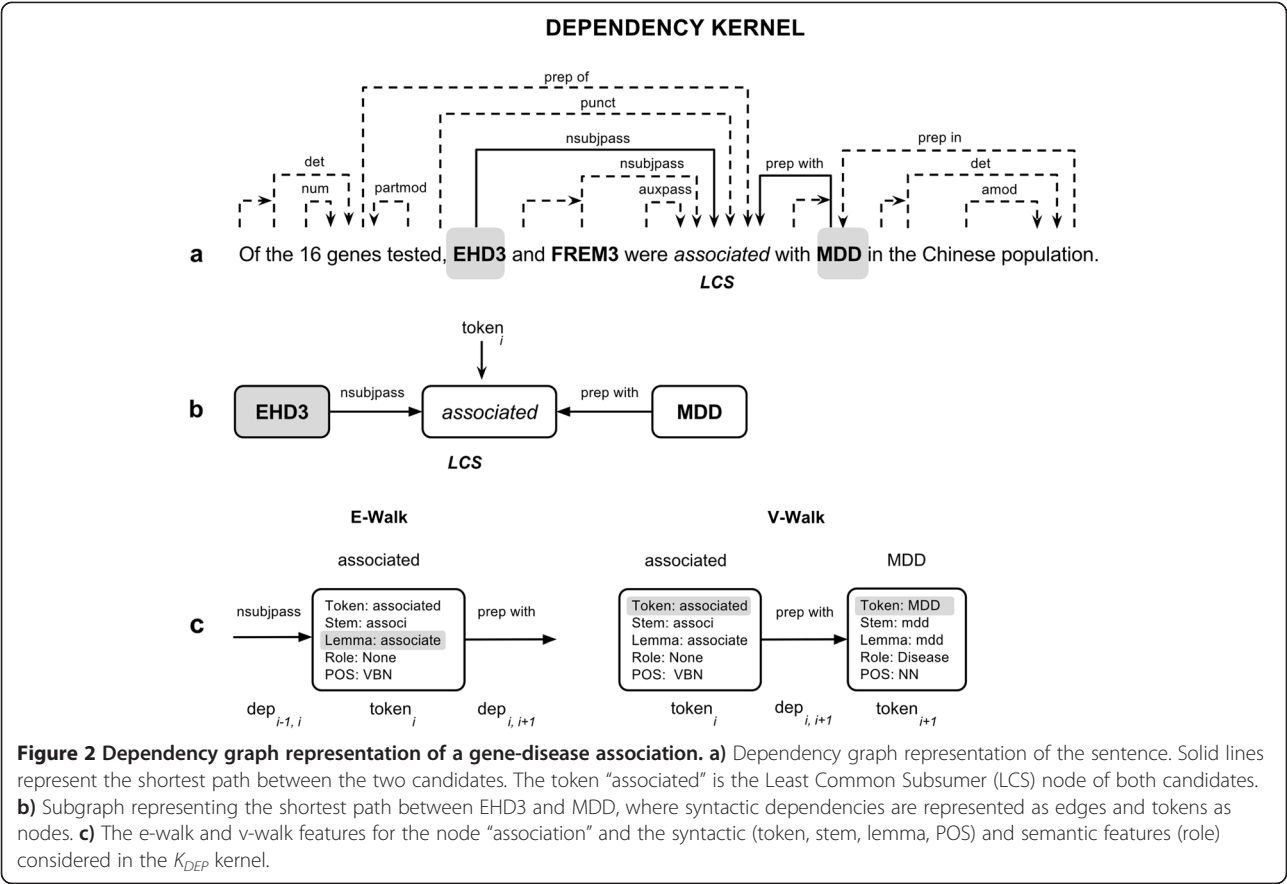 DEPENDENCY KERNEL
prep of
punct
nsubjpass
prep in
det
nsubjpass
prep with
det
num
partmod
auxpass
amod
a
Of the 16 genes tested, EHD3 and FREM3 were associated with MDD in the Chinese population.
LCS
token i
b
EHD3
nsubjpass
associated
prep with
MDD
LCS
E-Walk
V-Walk
associated
associated
MDD
c
nsubjpass
Token: associated
Stem: associ
Lemma: associate
Role: None
POS: VBN
prep with
Token: associated
Stem: associ
Lemma: associate
Role: None
POS: VBN
prep with
Token: MDD
Stem: mdd
Lemma: mdd
Role: Disease
POS: NN
dep i-1, i
token i
dep i, i+1
token i
dep i, i+1
token i+1
Figure 2 Dependency graph representation of a gene-disease association. a) Dependency graph representation of the sentence. Solid lines
represent the shortest path between the two candidates. The token “associated” is the Least Common Subsumer (LCS) node of both candidates.
b) Subgraph representing the shortest path between EHD3 and MDD, where syntactic dependencies are represented as edges and tokens as
nodes. c) The e-walk and v-walk features for the node “association” and the syntactic (token, stem, lemma, POS) and semantic features (role)
considered in the K DEP kernel.